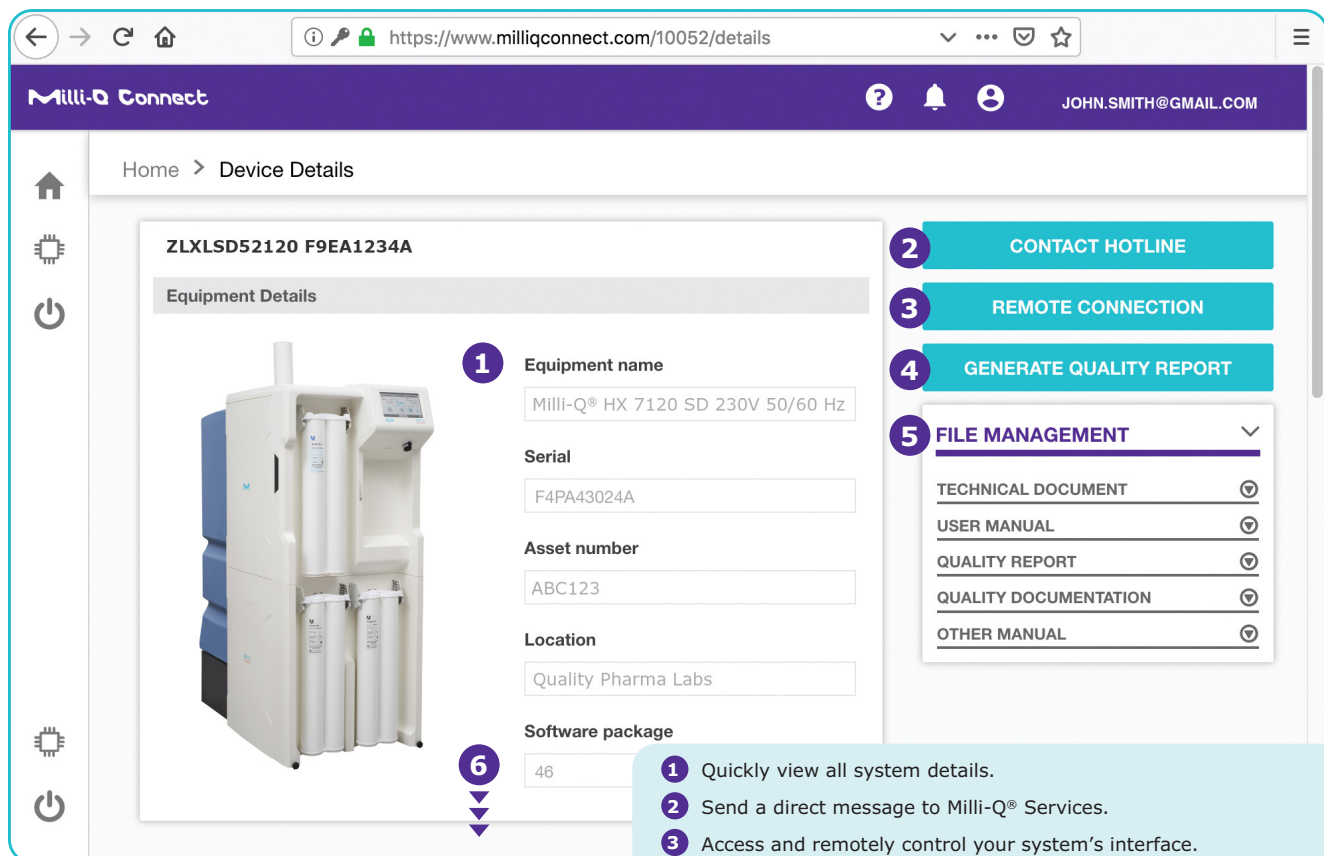 https://www.milliqconnect.com/10052/details
Milli-Q Connect
? JOHN.SMITH@GMAIL.COM
Home > Device Details
ZLXLSD52120 F9EA1234A
Equipment Details
1 Equipment name
Milli-Q® HX 7120 SD 230V 50/60 Hz
Serial
F4PA43024A
Asset number
ABC123
Location
Quality Pharma Labs
Software package
6 46
2 CONTACT HOTLINE
3 REMOTE CONNECTION
4 GENERATE QUALITY REPORT
5 FILE MANAGEMENT
TECHNICAL DOCUMENT
USER MANUAL
QUALITY REPORT
QUALITY DOCUMENTATION
OTHER MANUAL
1 Quickly view all system details.
2 Send a direct message to Milli-Q® Services.
3 Access and remotely control your system’s interface.